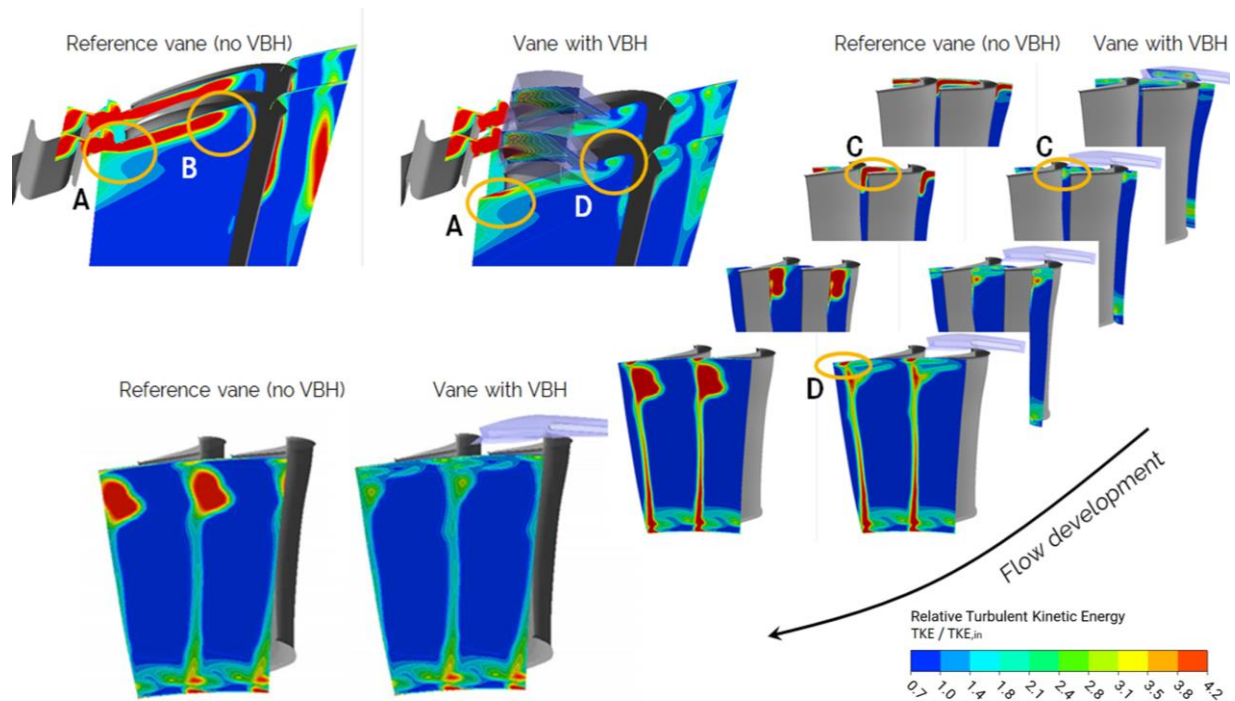 Reference vane (no VBH)
Vane with VBH
Reference vane (no VBH)
Vane with VBH
A
B
A
D
C
C
D
Reference vane (no VBH)
Vane with VBH
Flow development
Relative Turbulent Kinetic Energy
TKE / TKE,in
0.7 1.0 1.4 1.8 2.1 2.4 2.8 3.1 3.5 3.8 4.2